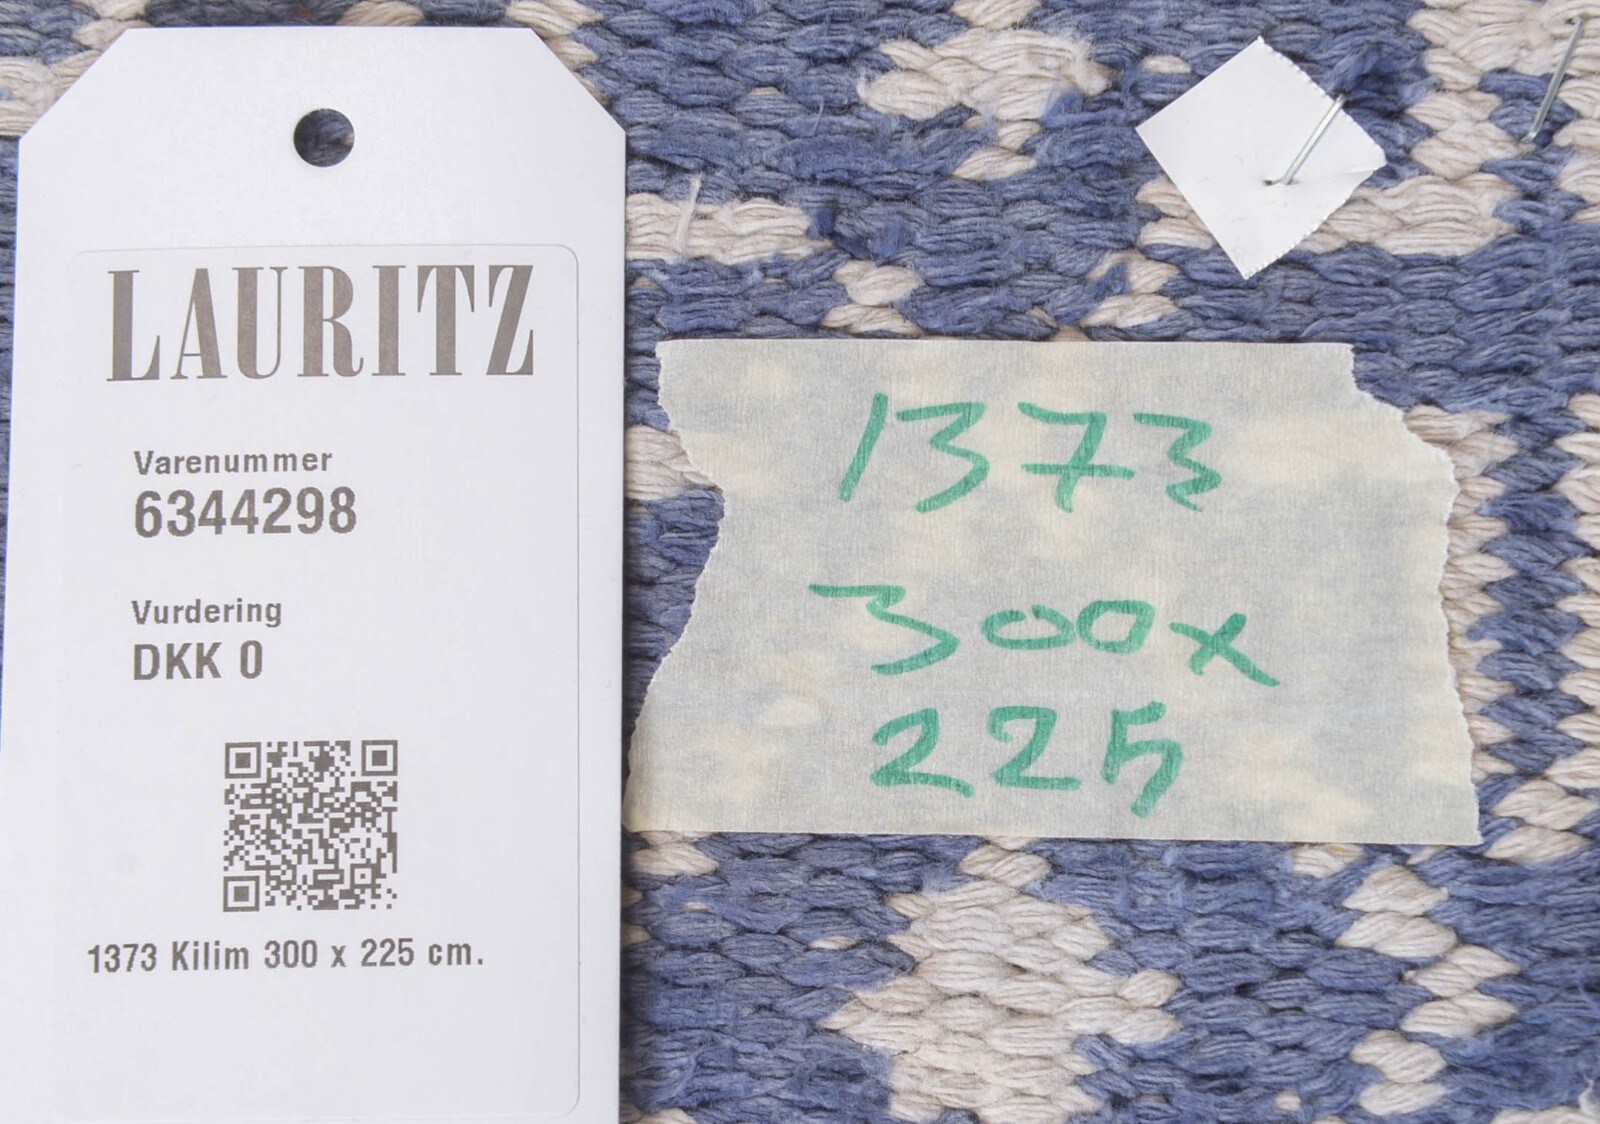 LAURITZ
Varenummer
6344298
Vurdering
DKK 0
1373 Kilim 300 x 225 cm.
1373
300x
225